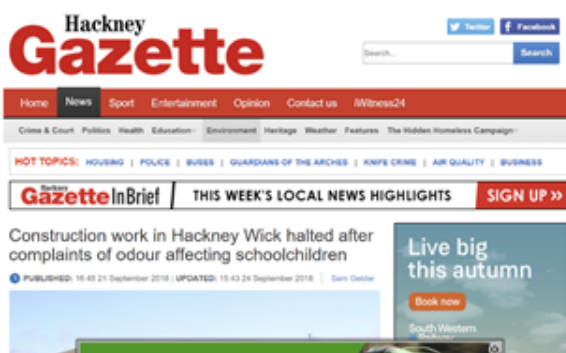 Hackney
Gazette
Twitter Facebook
Search... Search
Home News Sport Entertainment Opinion Contact us iWitness24
Crime & Court Politics Health Education Environment Heritage Weather Features The Hidden Homeless Campaign
HOT TOPICS: HOUSING | POLICE | BUSES | GUARDIANS OF THE ARCHES | KNIFE CRIME | AIR QUALITY | BUSINESS
Hackney
Gazette InBrief THIS WEEK'S LOCAL NEWS HIGHLIGHTS SIGN UP »
Construction work in Hackney Wick halted after
complaints of odour affecting schoolchildren
PUBLISHED: 16:45 21 September 2018 | UPDATED: 15:43 24 September 2018 | Sam Gelder
Live big
this autumn
Book now
South Western
Railway